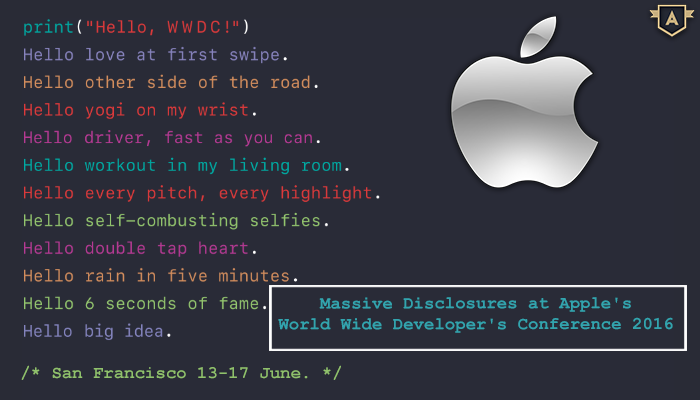 print("Hello, WWDC!")
Hello love at first swipe.
Hello other side of the road.
Hello yogi on my wrist.
Hello driver, fast as you can.
Hello workout in my living room.
Hello every pitch, every highlight.
Hello self-combusting selfies.
Hello double tap heart.
Hello rain in five minutes.
Hello 6 seconds of fame.
Hello big idea.
/* San Francisco 13-17 June. */
Massive Disclosures at Apple's
World Wide Developer's Conference 2016
A